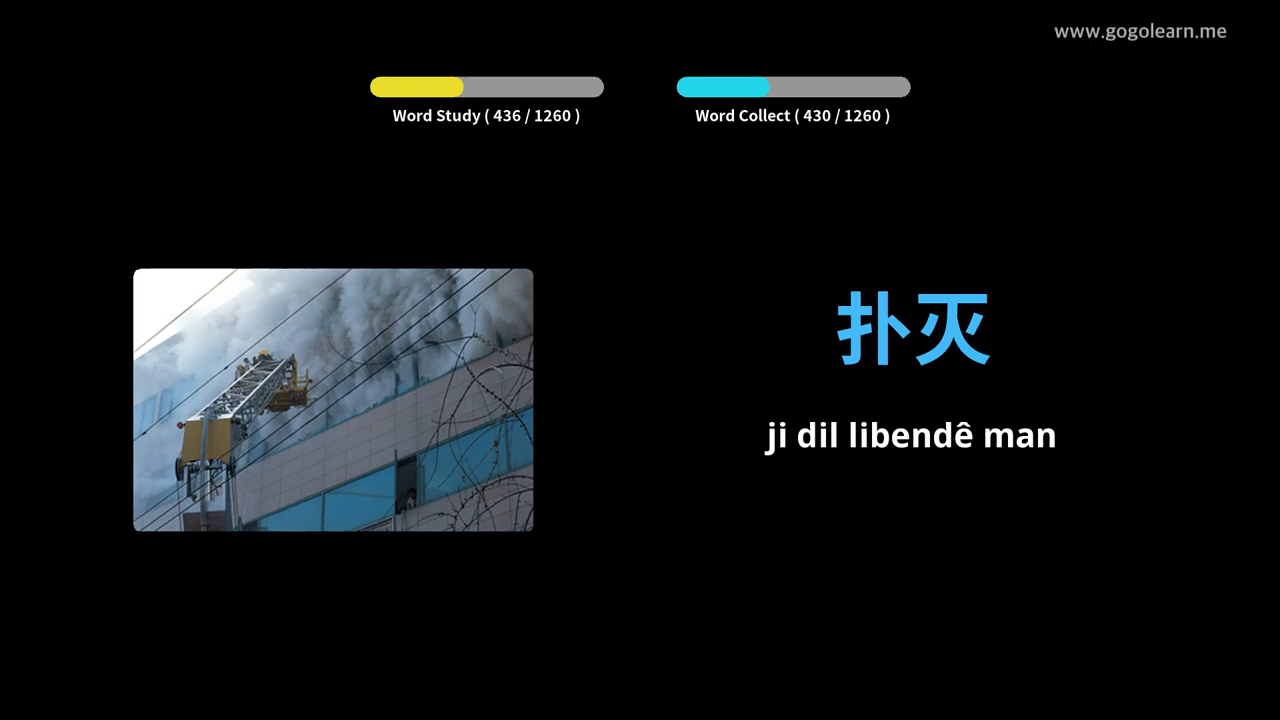 www.gogolearn.me
Word Study ( 436 / 1260 )
Word Collect ( 430 / 1260 )
扑灭
ji dil libendê man